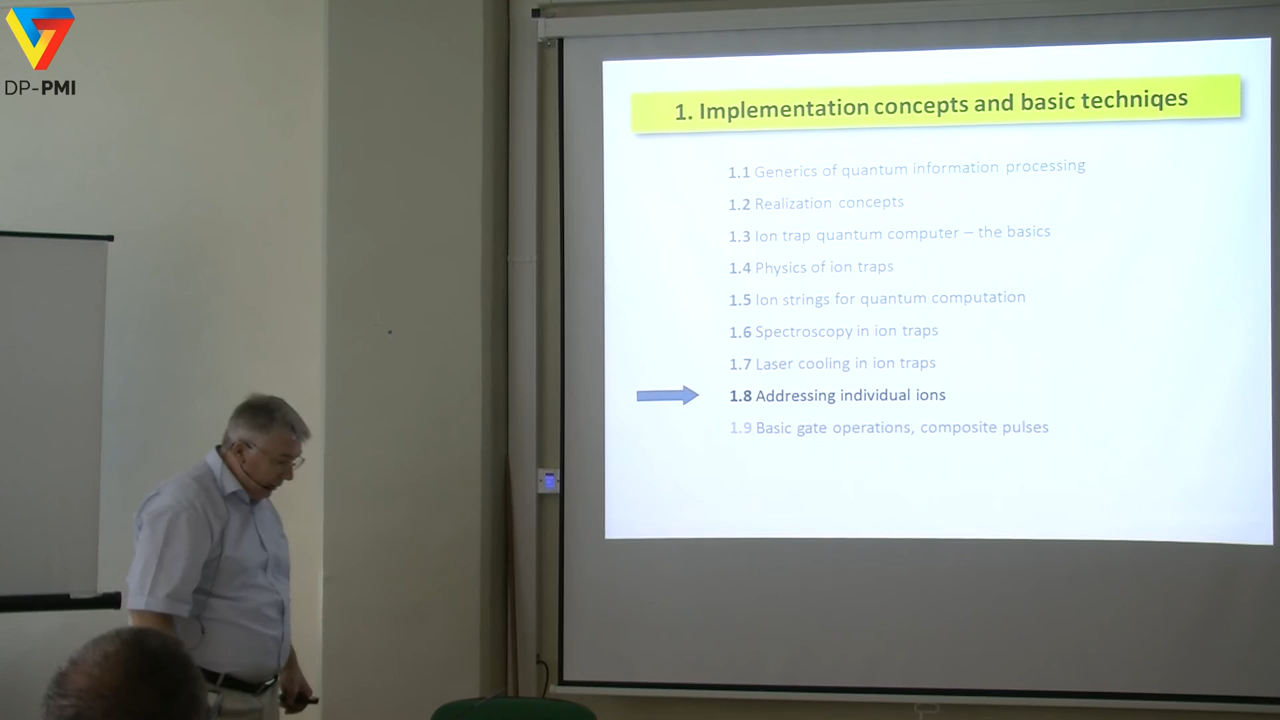 DP-PMI
1. Implementation concepts and basic techniqes
1.1 Generics of quantum information processing
1.2 Realization concepts
1.3 Ion trap quantum computer – the basics
1.4 Physics of ion traps
1.5 Ion strings for quantum computation
1.6 Spectroscopy in ion traps
1.7 Laser cooling in ion traps
1.8 Addressing individual ions
1.9 Basic gate operations, composite pulses